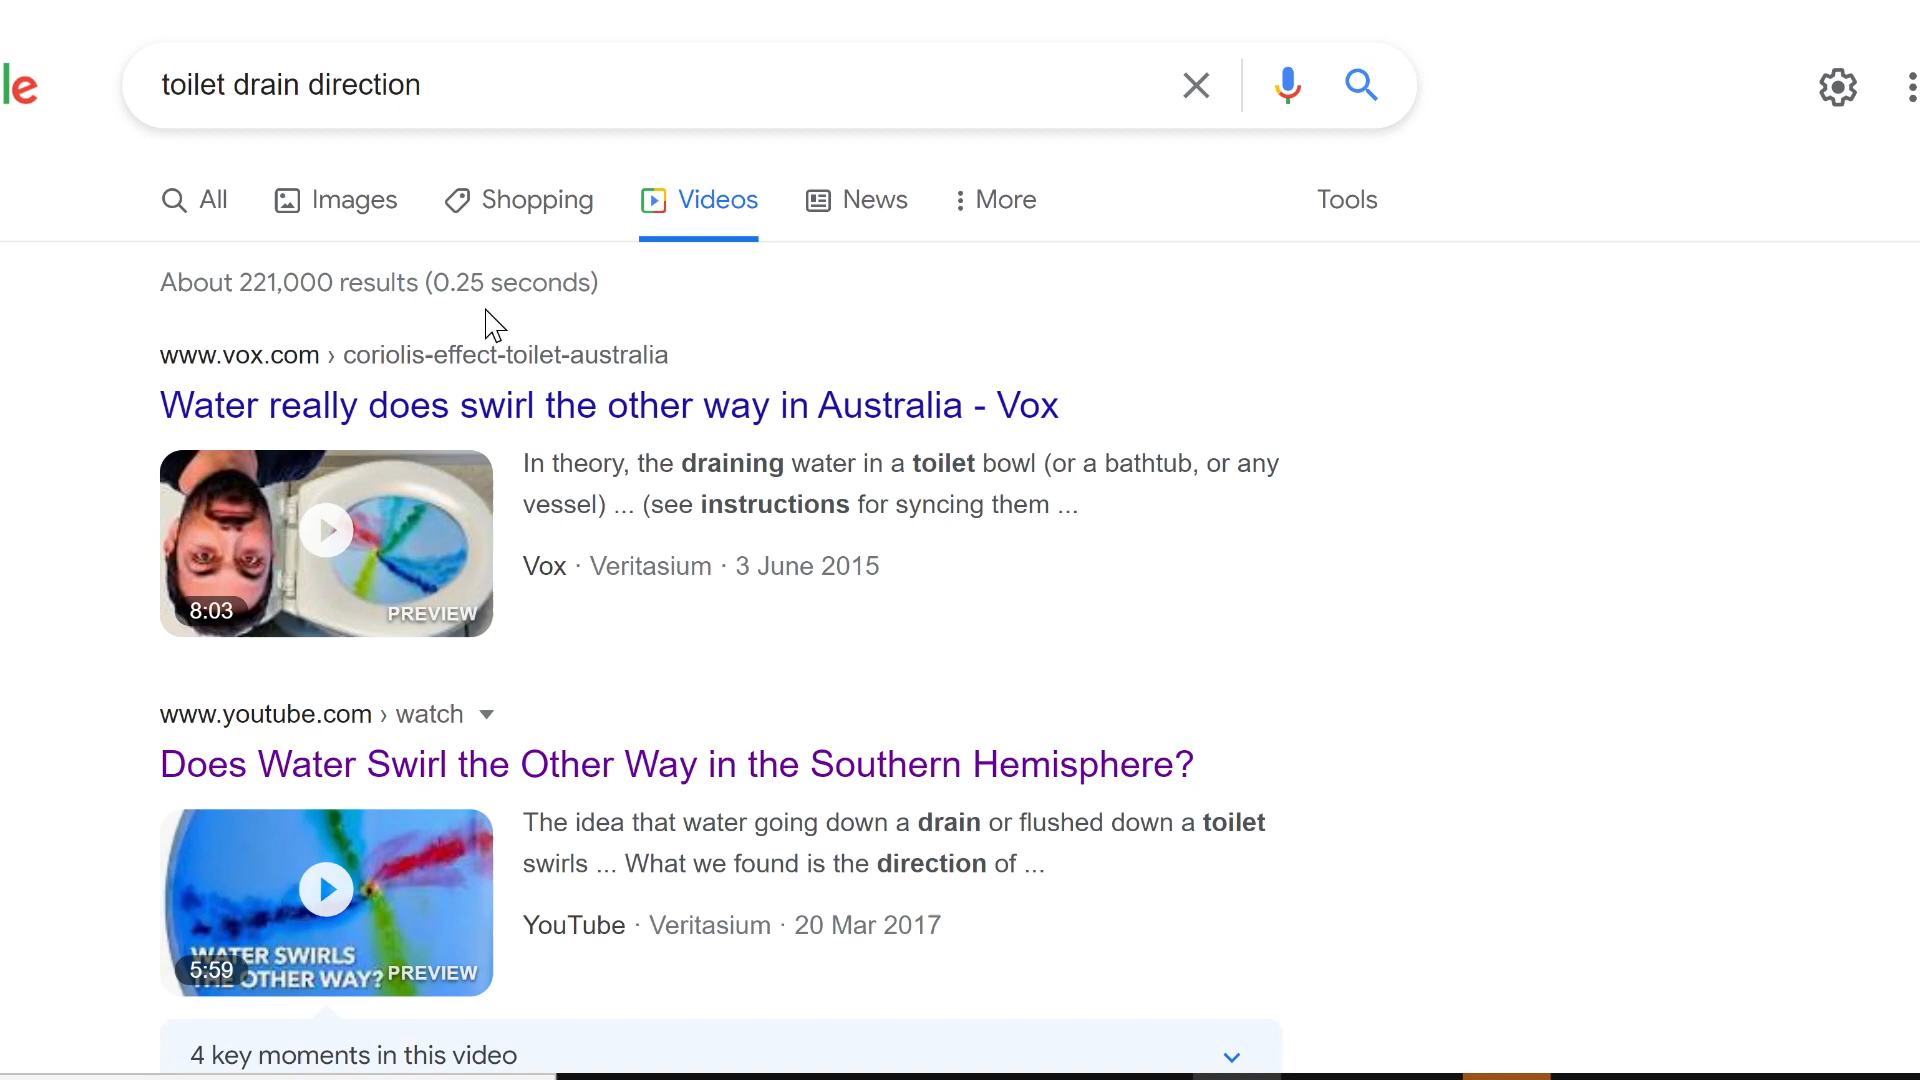 le
toilet drain direction
All Images Shopping Videos News More Tools
About 221,000 results (0.25 seconds)
www.vox.com › coriolis-effect-toilet-australia
Water really does swirl the other way in Australia - Vox
In theory, the draining water in a toilet bowl (or a bathtub, or any
vessel) ... (see instructions for syncing them ...
Vox · Veritasium · 3 June 2015
8:03 PREVIEW
www.youtube.com › watch
Does Water Swirl the Other Way in the Southern Hemisphere?
The idea that water going down a drain or flushed down a toilet
swirls ... What we found is the direction of ...
YouTube · Veritasium · 20 Mar 2017
WATER SWIRLS
THE OTHER WAY?
5:59 PREVIEW
4 key moments in this video